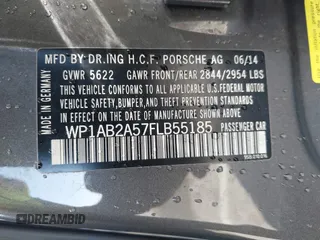 MFD BY DR.ING H.C.F. PORSCHE AG 06/14
GVWR 5622 GAWR FRONT/REAR 2844/2954 LBS
THIS VEHICLE CONFORMS TO ALL APPLICABLE U.S. FEDERAL MOTOR
VEHICLE SAFETY, BUMPER AND THEFT PREVENTION STANDARDS
IN EFFECT ON THE DATE OF MANUFACTURE SHOWN ABOVE.
WP1AB2A57FLB55185 PASSENGER CAR
MADE IN GERMANY
© DREAMBID